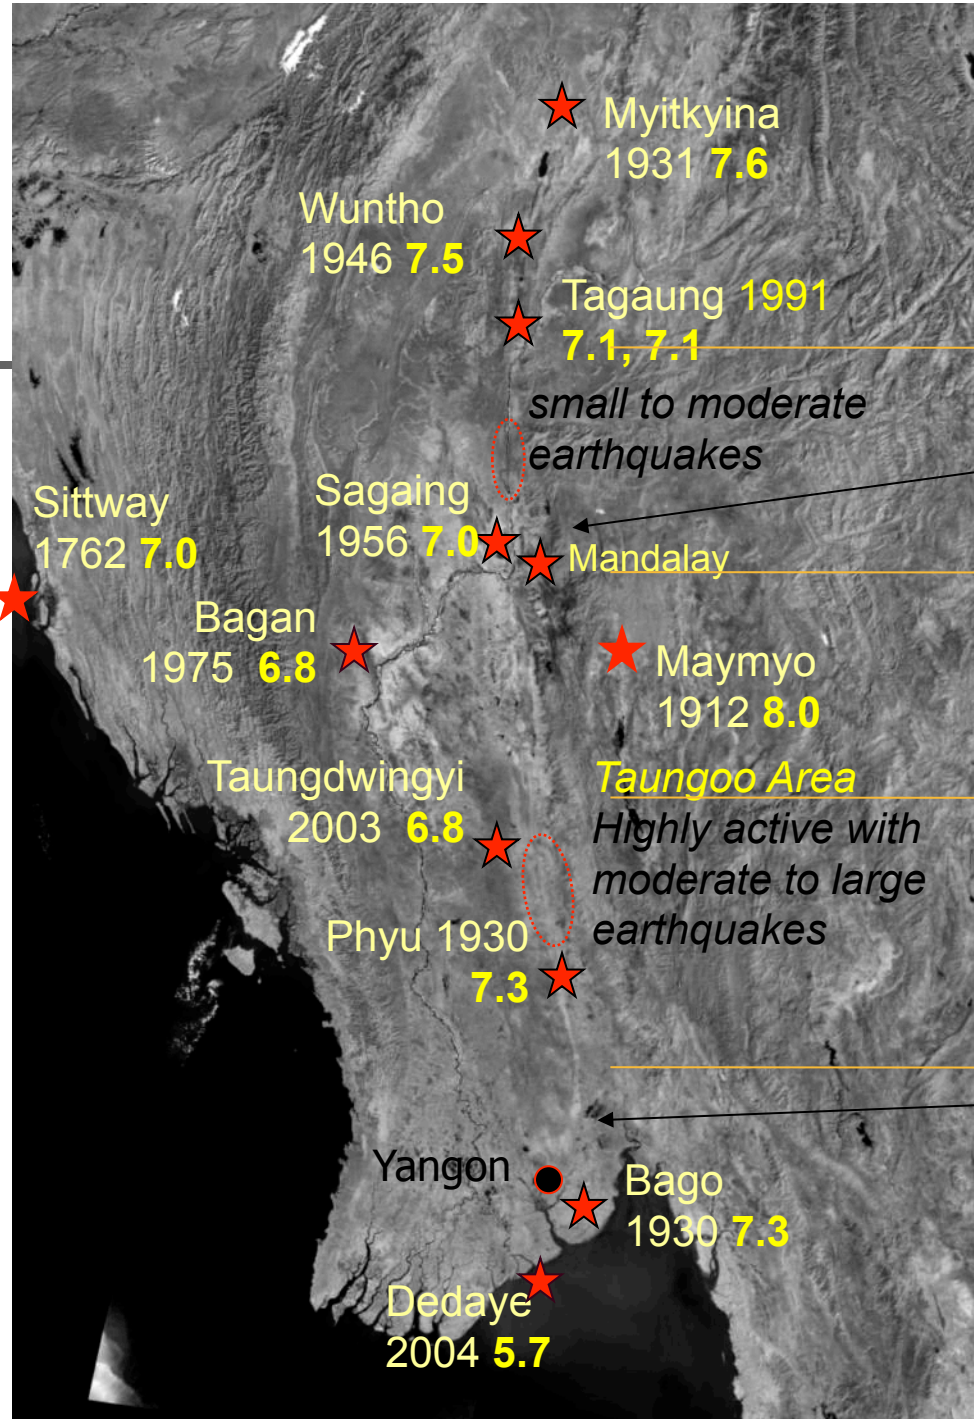 Myitkyina
1931 7.6
Wuntho
1946 7.5
Tagaung 1991
7.1, 7.1
small to moderate
earthquakes
Sittway
1762 7.0
Sagaing
1956 7.0
Mandalay
Bagan
1975 6.8
Maymyo
1912 8.0
Taungdwingyi
2003 6.8
Taungoo Area
Highly active with
moderate to large
earthquakes
Phyu 1930
7.3
Yangon
Bago
1930 7.3
Dedaye
2004 5.7